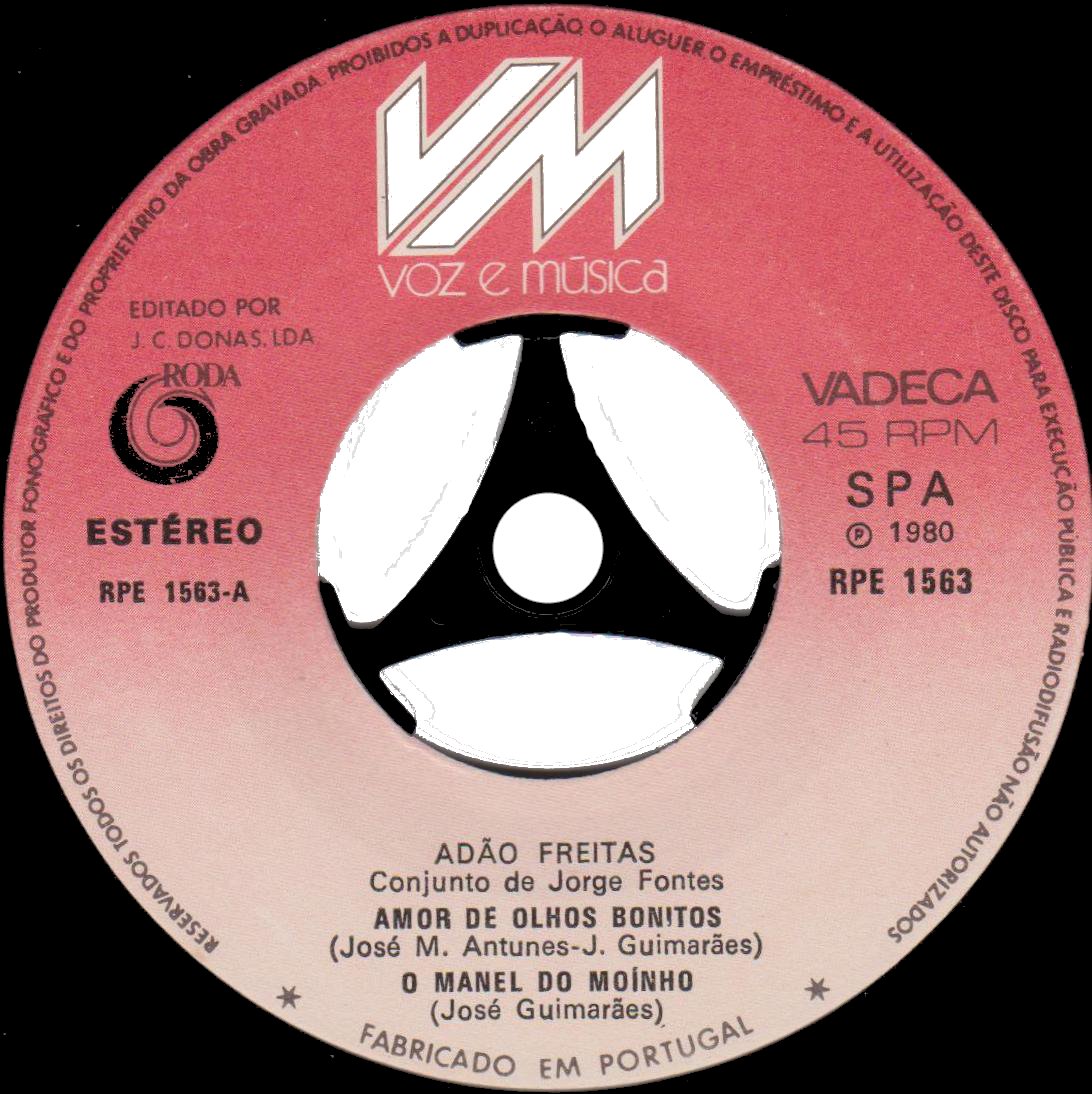 RESERVADOS TODOS OS DIREITOS DO PRODUTOR FONOGRÁFICO E DO PROPRIETÁRIO DA OBRA GRAVADA. PROIBIDOS A DUPLICAÇÃO, O ALUGUER, O EMPRÉSTIMO E A UTILIZAÇÃO DESTE DISCO PARA EXECUÇÃO PÚBLICA E RADIODIFUSÃO NÃO AUTORIZADOS
VM
voz e música
EDITADO POR
J. C. DONAS, LDA
RODA
ESTÉREO
RPE 1563-A
VADECA
45 RPM
SPA
℗ 1980
RPE 1563
ADÃO FREITAS
Conjunto de Jorge Fontes
AMOR DE OLHOS BONITOS
(José M. Antunes-J. Guimarães)
O MANEL DO MOÍNHO
(José Guimarães)
* FABRICADO EM PORTUGAL *